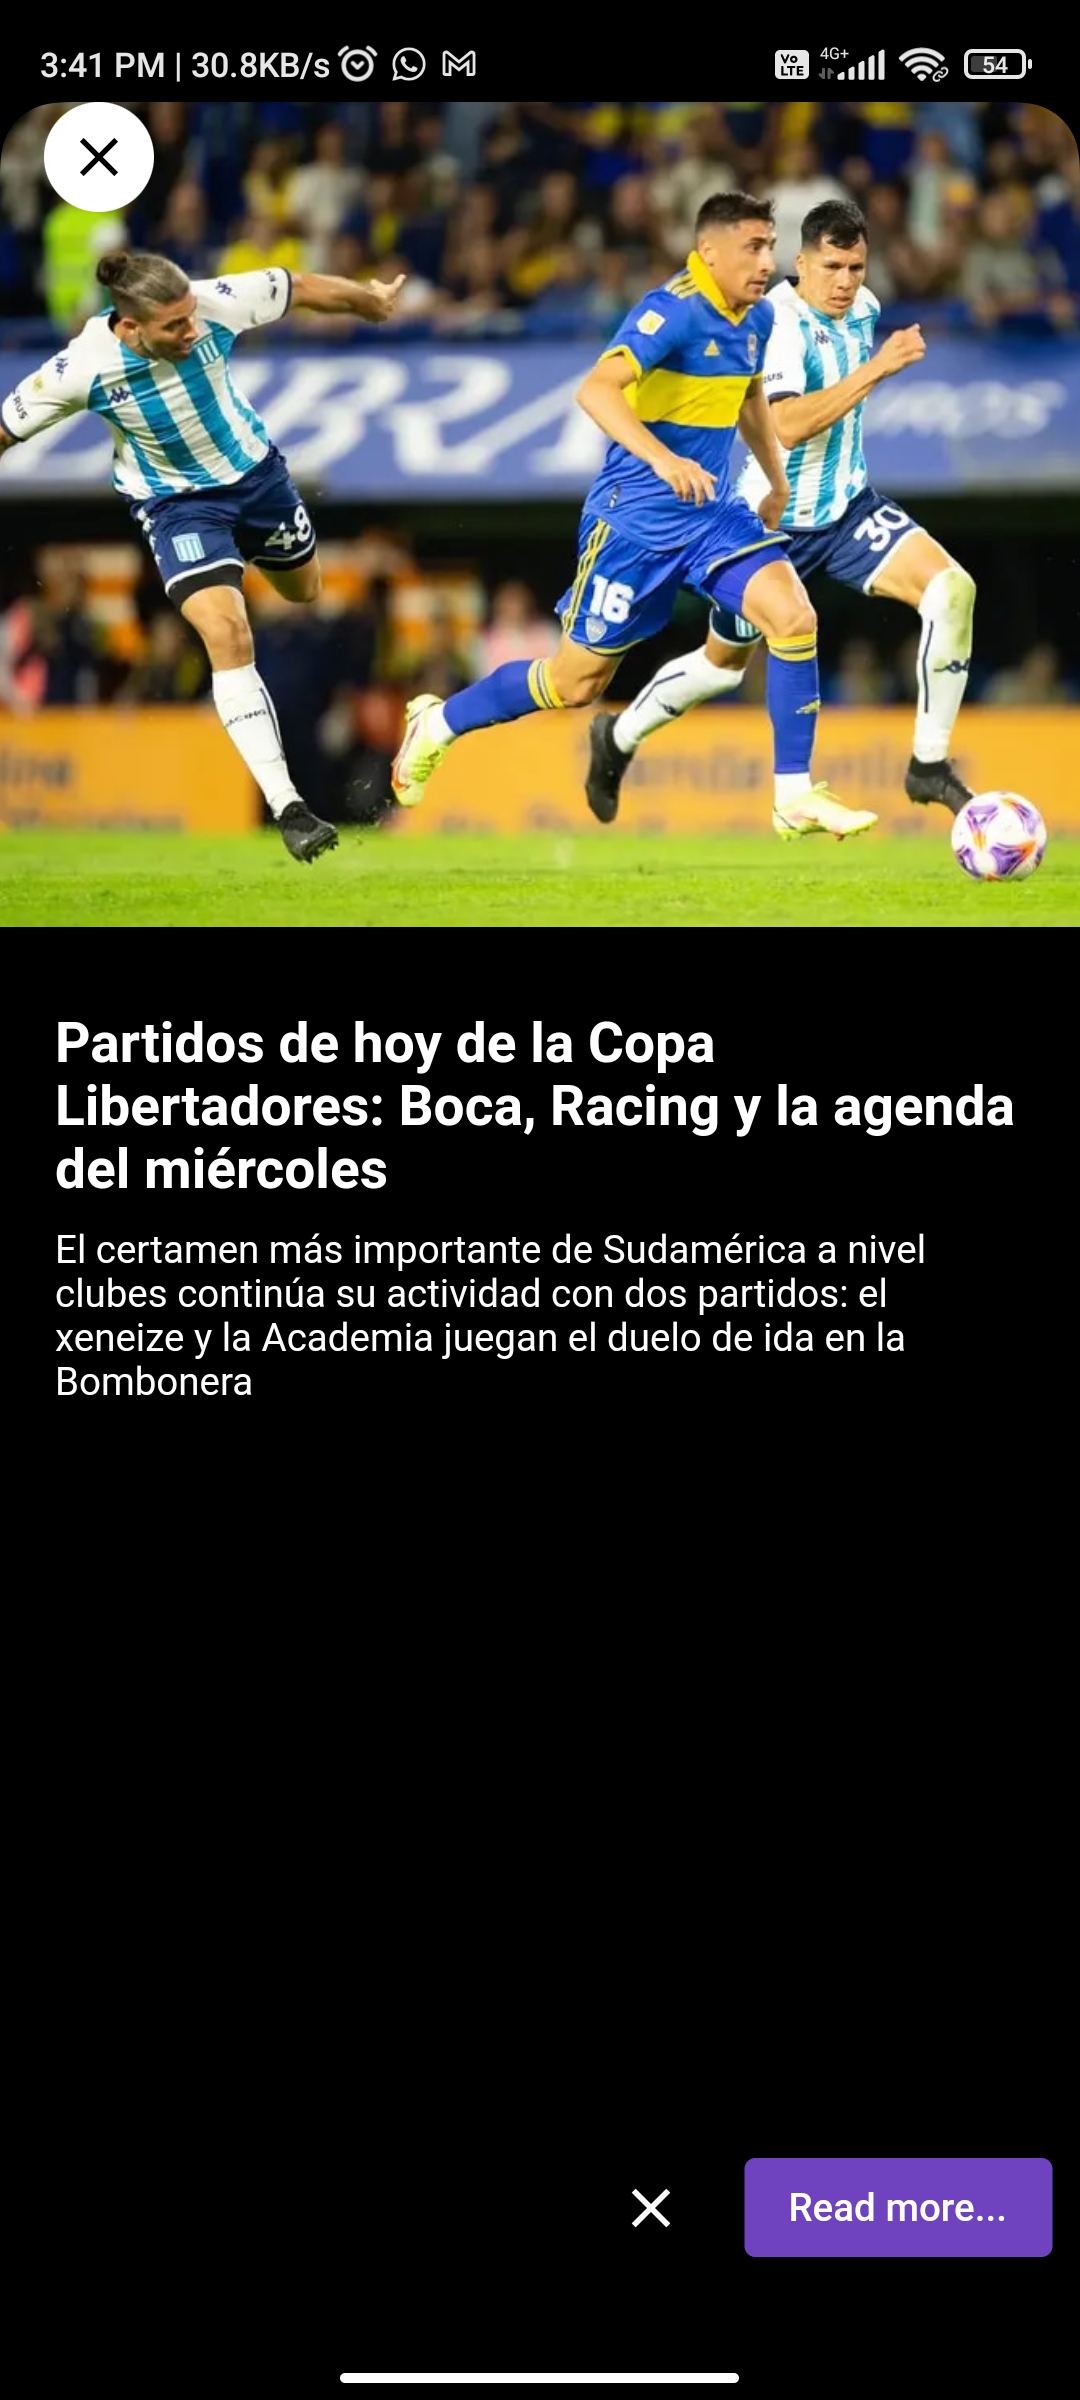 3:41 PM | 30.8KB/s
Vo LTE
4G+
54
48
16
30
RACING
Partidos de hoy de la Copa
Libertadores: Boca, Racing y la agenda
del miércoles
El certamen más importante de Sudamérica a nivel
clubes continúa su actividad con dos partidos: el
xeneize y la Academia juegan el duelo de ida en la
Bombonera
Read more...